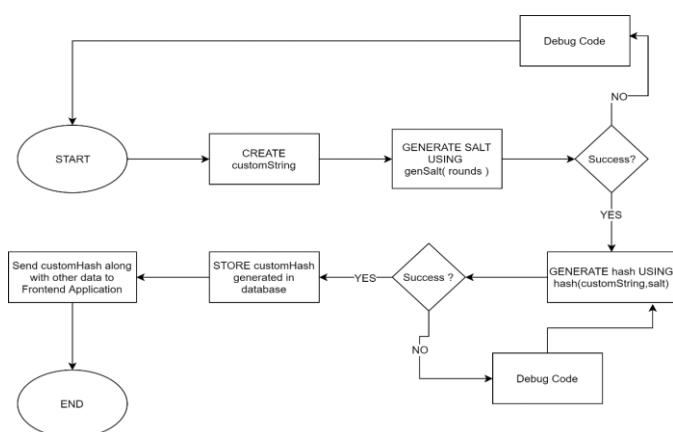 Debug Code
NO
START
CREATE
customString
GENERATE SALT
USING
genSalt( rounds )
Success?
YES
Send customHash along
with other data to
Frontend Application
STORE customHash
generated in
database
YES
Success ?
GENERATE hash USING
hash(customString,salt)
NO
Debug Code
END